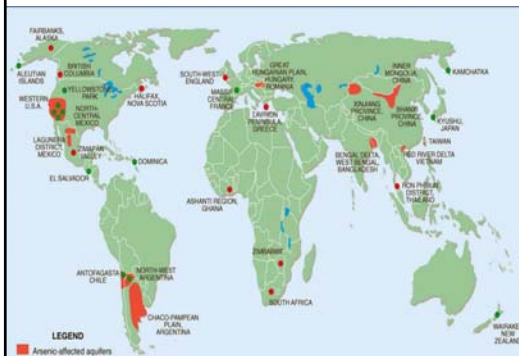 FAIRBANKS,
ALASKA
ALEUTIAN
ISLANDS
BRITISH
COLUMBIA
YELLOWSTONE
PARK
WESTERN
U.S.A.
NORTH-
CENTRAL
MEXICO
HALIFAX,
NOVA SCOTIA
LAGUNERA
DISTRICT,
MEXICO
ZIMAPAN
VALLEY
DOMINICA
EL SALVADOR
ANTOFAGASTA
CHILE
NORTH-WEST
ARGENTINA
CHACO-PAMPEAN
PLAIN,
ARGENTINA
SOUTH-WEST
ENGLAND
MASSIF
CENTRAL
FRANCE
GREAT
HUNGARIAN PLAIN,
HUNGARY,
ROMANIA
LAVRION
PENINSULA,
GREECE
ASHANTI REGION,
GHANA
ZIMBABWE
SOUTH AFRICA
INNER
MONGOLIA, CHINA
XINJIANG
PROVINCE,
CHINA
SHANXI
PROVINCE,
CHINA
KAMCHATKA
KYUSHU,
JAPAN
TAIWAN
BENGAL DELTA,
WEST BENGAL,
BANGLADESH
RED RIVER DELTA
VIETNAM
RON PHIBUN
DISTRICT,
THAILAND
WAIRAKEI
NEW
ZEALAND
LEGEND
Arsenic-affected aquifers